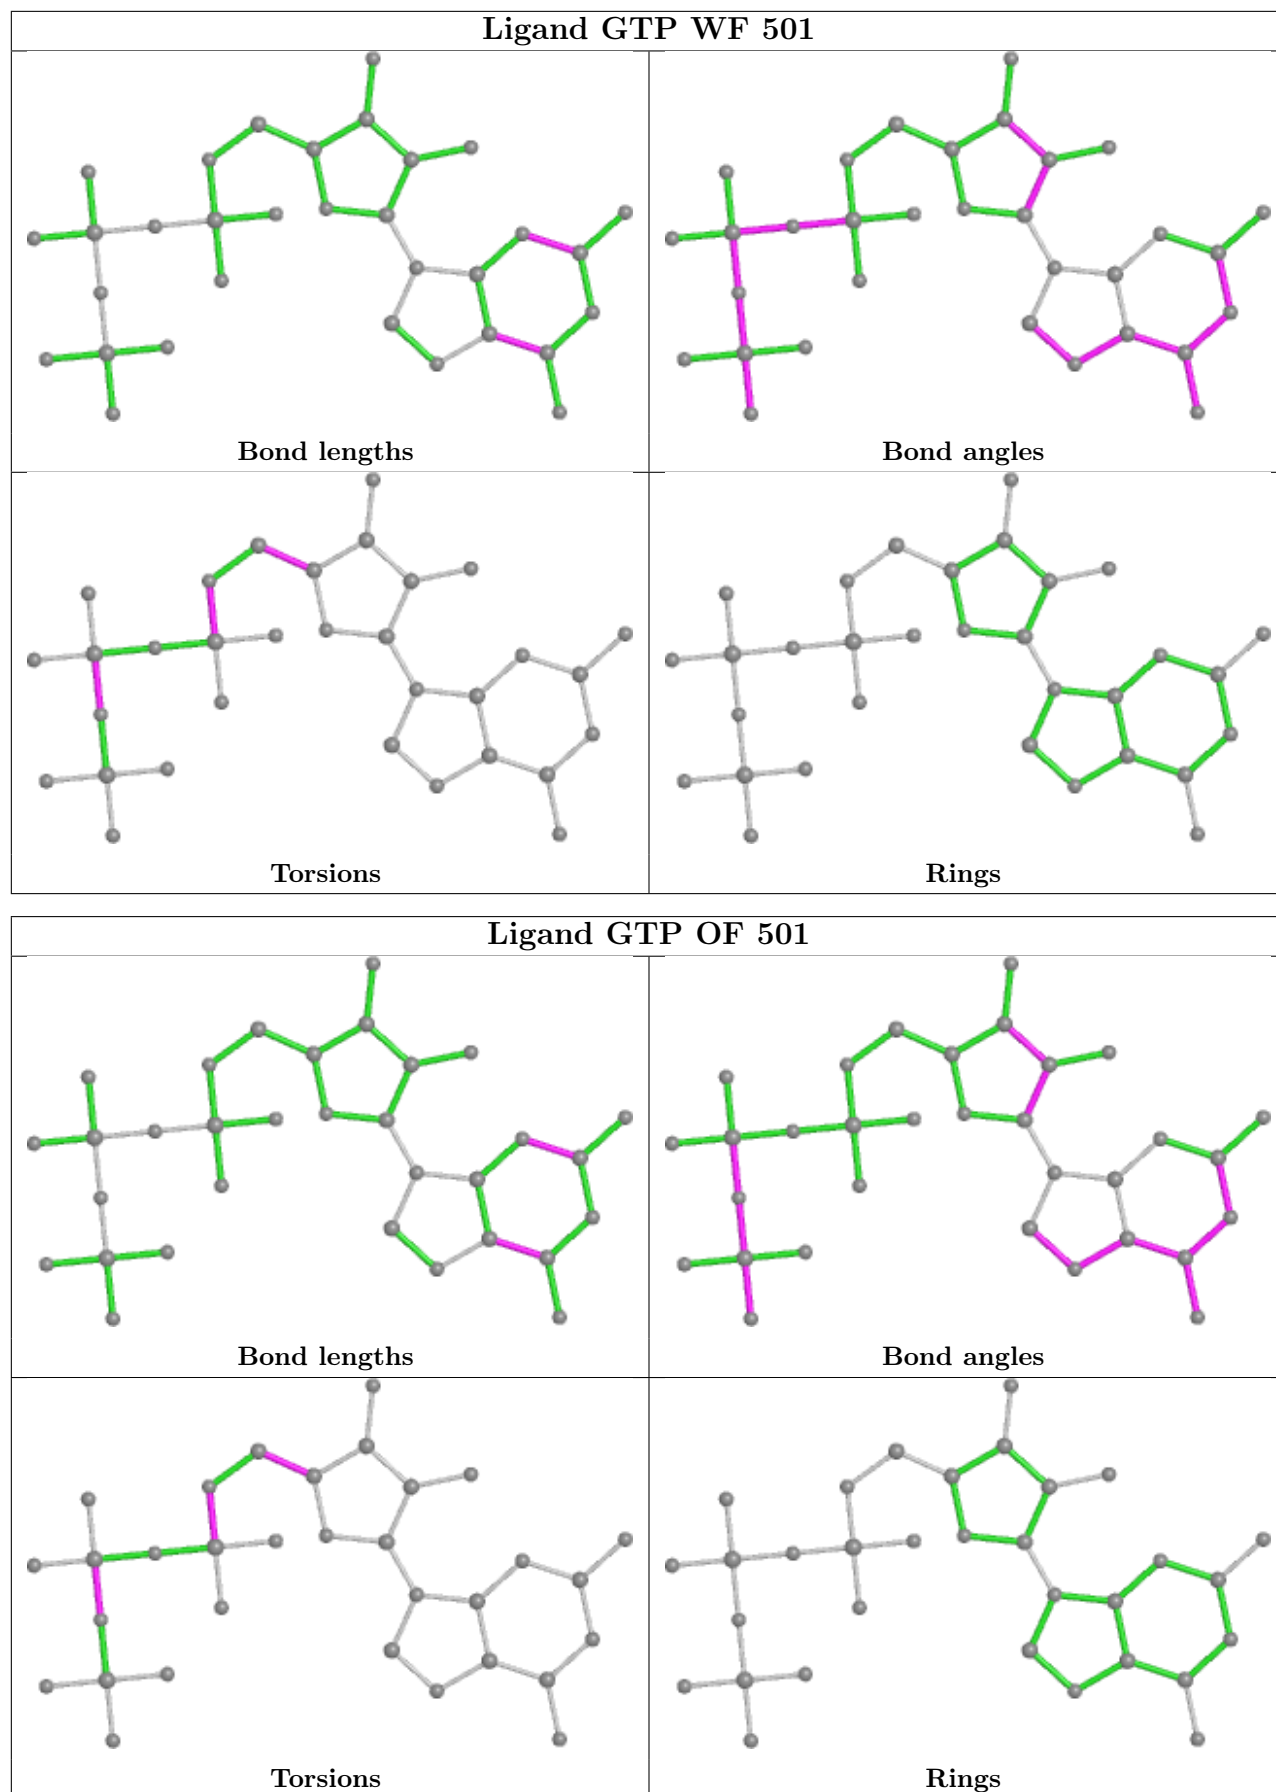 Ligand GTP WF 501
Bond lengths
Bond angles
Torsions
Rings
Ligand GTP OF 501
Bond lengths
Bond angles
Torsions
Rings